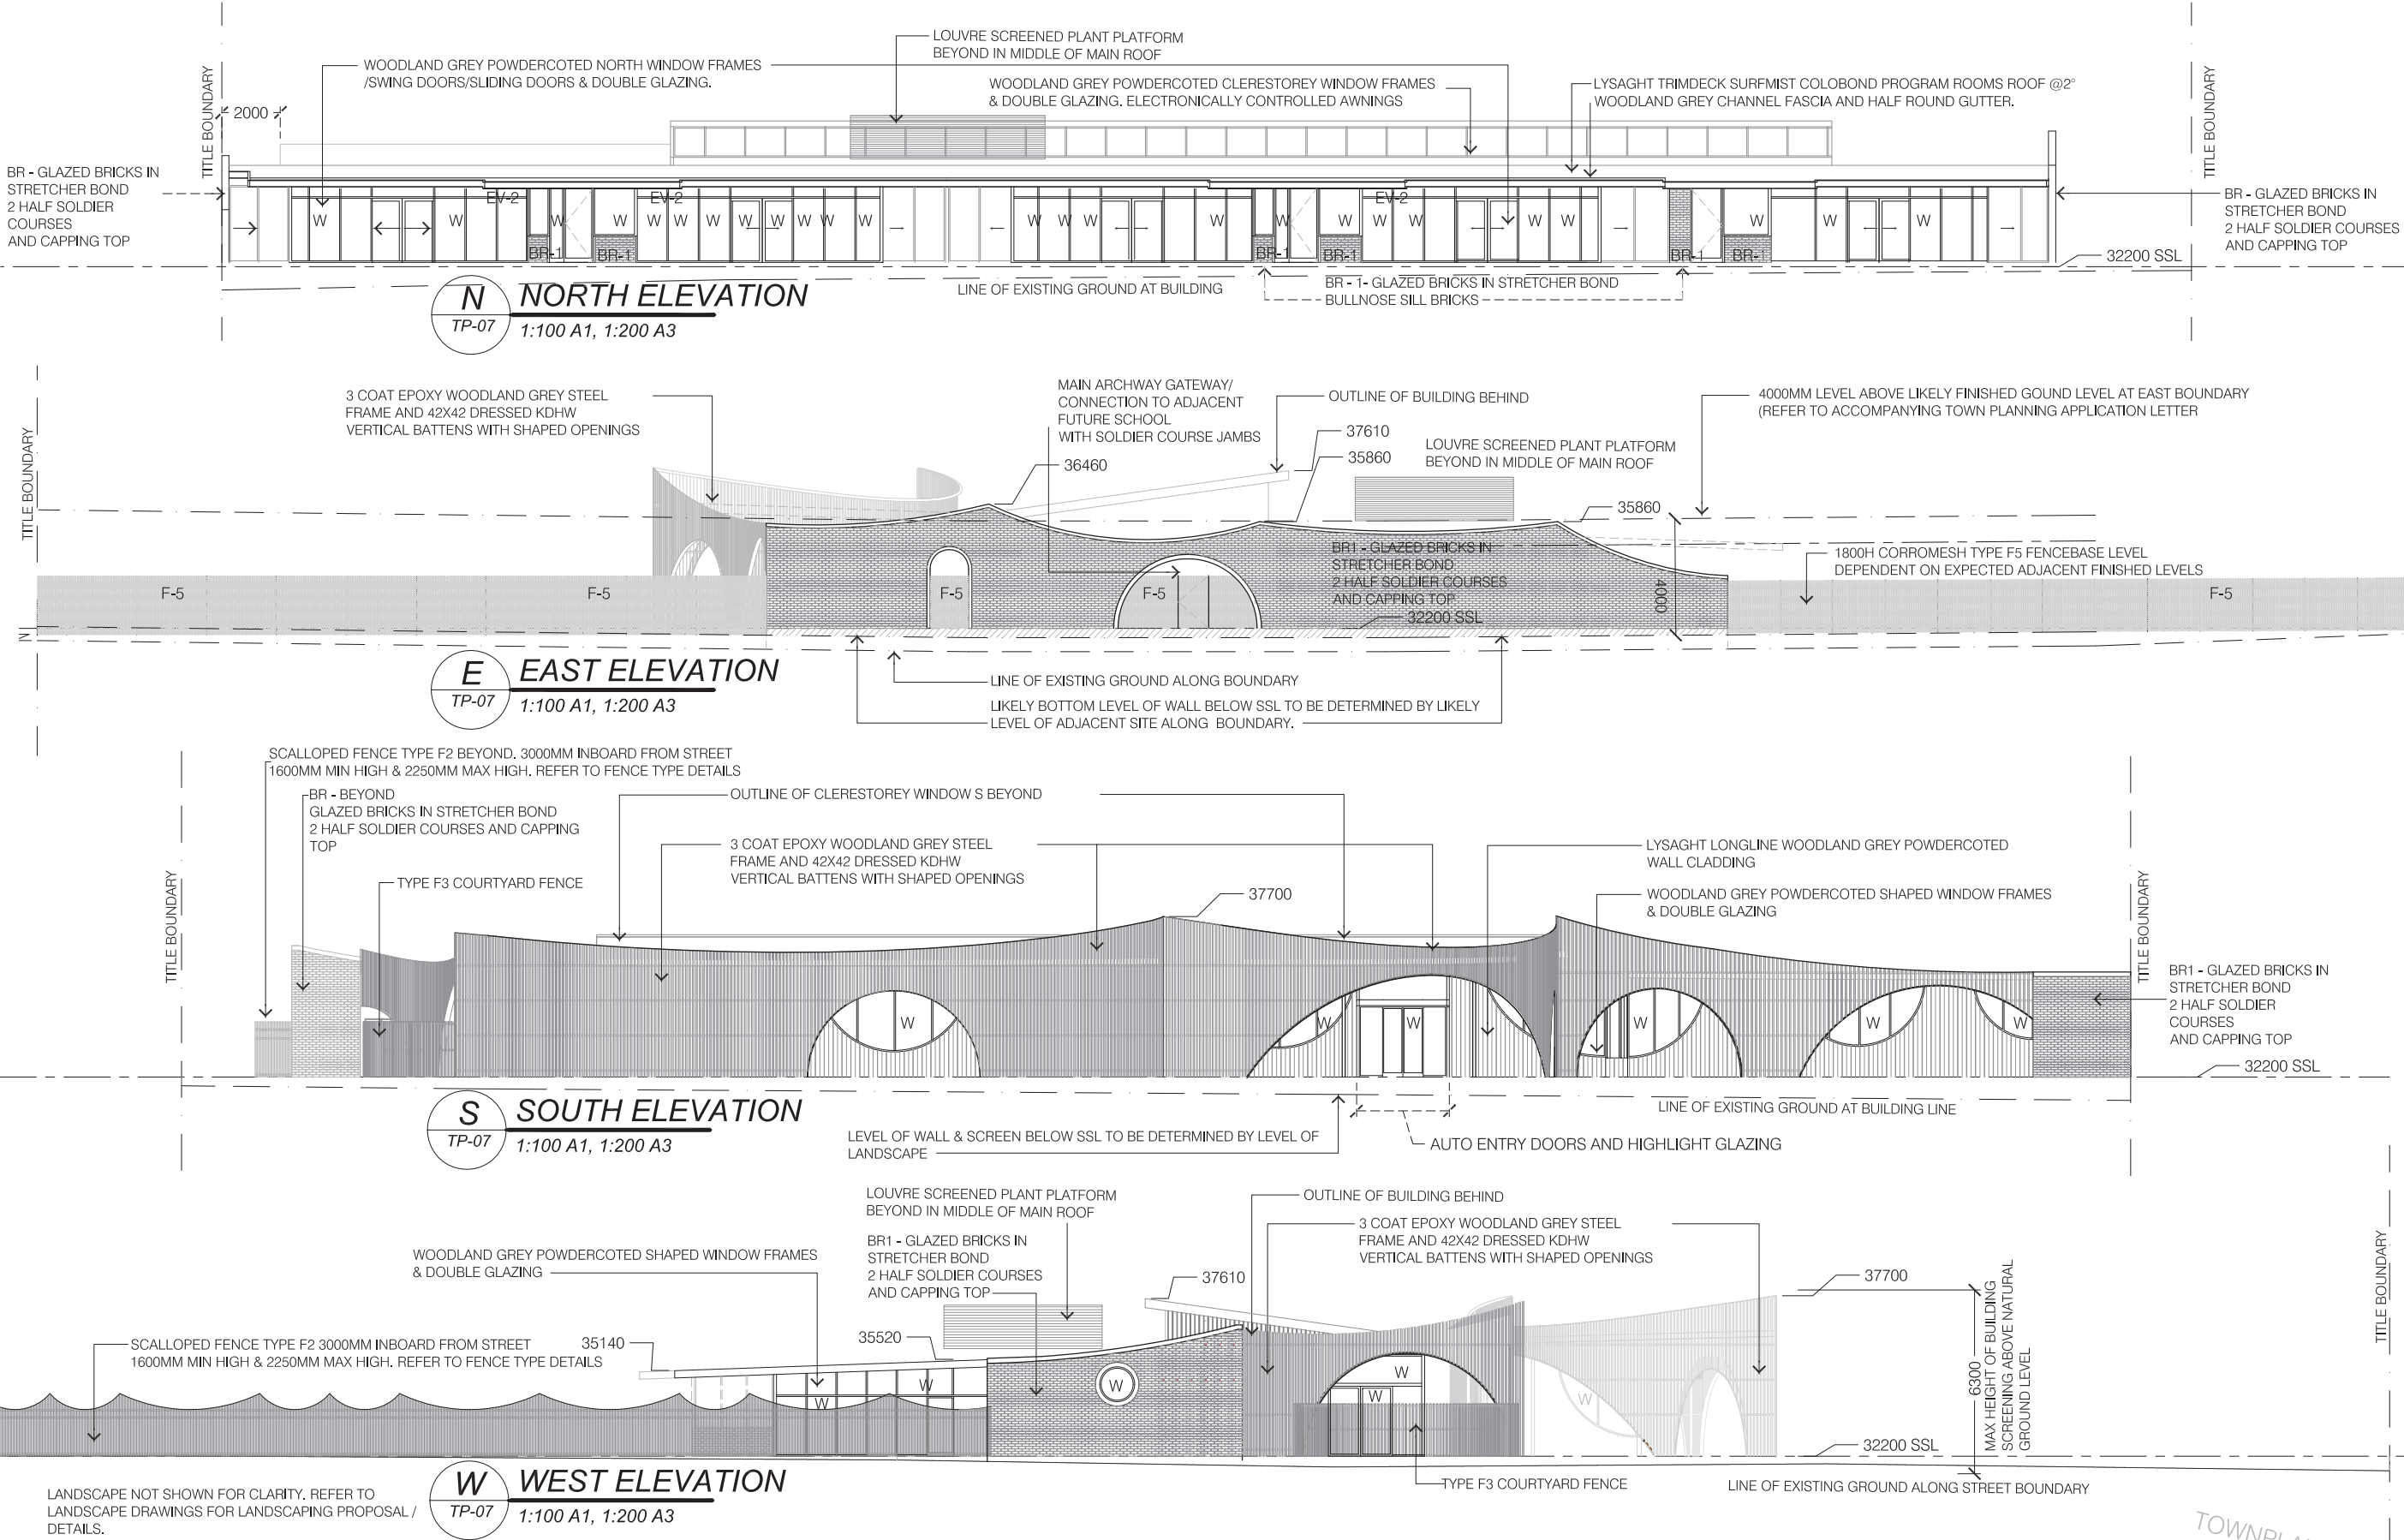 LOUVRE SCREENED PLANT PLATFORM
BEYOND IN MIDDLE OF MAIN ROOF
WOODLAND GREY POWDERCOTED NORTH WINDOW FRAMES
/SWING DOORS/SLIDING DOORS & DOUBLE GLAZING.
WOODLAND GREY POWDERCOTED CLERESTOREY WINDOW FRAMES
& DOUBLE GLAZING. ELECTRONICALLY CONTROLLED AWNINGS
LYSAGHT TRIMDECK SURFMIST COLOBOND PROGRAM ROOMS ROOF @2°
WOODLAND GREY CHANNEL FASCIA AND HALF ROUND GUTTER.
TITLE BOUNDARY
2000
TITLE BOUNDARY
BR - GLAZED BRICKS IN
STRETCHER BOND
2 HALF SOLDIER
COURSES
AND CAPPING TOP
BR - GLAZED BRICKS IN
STRETCHER BOND
2 HALF SOLDIER COURSES
AND CAPPING TOP
EV-2 EV-2 EV-2
W W W W W W W W W W W W W W W W W W W W W W W W
BR-1 BR-1 BR-1 BR-1 BR-1 BR-
32200 SSL
N
TP-07
NORTH ELEVATION
1:100 A1, 1:200 A3
LINE OF EXISTING GROUND AT BUILDING
BR - 1- GLAZED BRICKS IN STRETCHER BOND
BULLNOSE SILL BRICKS
3 COAT EPOXY WOODLAND GREY STEEL
FRAME AND 42X42 DRESSED KDHW
VERTICAL BATTENS WITH SHAPED OPENINGS
MAIN ARCHWAY GATEWAY/
CONNECTION TO ADJACENT
FUTURE SCHOOL
WITH SOLDIER COURSE JAMBS
OUTLINE OF BUILDING BEHIND
4000MM LEVEL ABOVE LIKELY FINISHED GOUND LEVEL AT EAST BOUNDARY
(REFER TO ACCOMPANYING TOWN PLANNING APPLICATION LETTER
37610
35860
36460
LOUVRE SCREENED PLANT PLATFORM
BEYOND IN MIDDLE OF MAIN ROOF
35860
TITLE BOUNDARY
BR1 - GLAZED BRICKS IN
STRETCHER BOND
2 HALF SOLDIER COURSES
AND CAPPING TOP
32200 SSL
4000
1800H CORROMESH TYPE F5 FENCEBASE LEVEL
DEPENDENT ON EXPECTED ADJACENT FINISHED LEVELS
F-5 F-5 F-5 F-5 F-5
N
E
TP-07
EAST ELEVATION
1:100 A1, 1:200 A3
LINE OF EXISTING GROUND ALONG BOUNDARY
LIKELY BOTTOM LEVEL OF WALL BELOW SSL TO BE DETERMINED BY LIKELY
LEVEL OF ADJACENT SITE ALONG BOUNDARY.
SCALLOPED FENCE TYPE F2 BEYOND. 3000MM INBOARD FROM STREET
1600MM MIN HIGH & 2250MM MAX HIGH. REFER TO FENCE TYPE DETAILS
BR - BEYOND
GLAZED BRICKS IN STRETCHER BOND
2 HALF SOLDIER COURSES AND CAPPING
TOP
OUTLINE OF CLERESTOREY WINDOW S BEYOND
3 COAT EPOXY WOODLAND GREY STEEL
FRAME AND 42X42 DRESSED KDHW
VERTICAL BATTENS WITH SHAPED OPENINGS
TYPE F3 COURTYARD FENCE
37700
LYSAGHT LONGLINE WOODLAND GREY POWDERCOTED
WALL CLADDING
WOODLAND GREY POWDERCOTED SHAPED WINDOW FRAMES
& DOUBLE GLAZING
TITLE BOUNDARY
TITLE BOUNDARY
BR1 - GLAZED BRICKS IN
STRETCHER BOND
2 HALF SOLDIER
COURSES
AND CAPPING TOP
W W W W W W
32200 SSL
S
TP-07
SOUTH ELEVATION
1:100 A1, 1:200 A3
LINE OF EXISTING GROUND AT BUILDING LINE
LEVEL OF WALL & SCREEN BELOW SSL TO BE DETERMINED BY LEVEL OF
LANDSCAPE
AUTO ENTRY DOORS AND HIGHLIGHT GLAZING
LOUVRE SCREENED PLANT PLATFORM
BEYOND IN MIDDLE OF MAIN ROOF
OUTLINE OF BUILDING BEHIND
3 COAT EPOXY WOODLAND GREY STEEL
FRAME AND 42X42 DRESSED KDHW
VERTICAL BATTENS WITH SHAPED OPENINGS
BR1 - GLAZED BRICKS IN
STRETCHER BOND
2 HALF SOLDIER COURSES
AND CAPPING TOP
WOODLAND GREY POWDERCOTED SHAPED WINDOW FRAMES
& DOUBLE GLAZING
37610
37700
SCALLOPED FENCE TYPE F2 3000MM INBOARD FROM STREET
1600MM MIN HIGH & 2250MM MAX HIGH. REFER TO FENCE TYPE DETAILS
35140
35520
W W W W W W
6300
MAX HEIGHT OF BUILDING
SCREENING ABOVE NATURAL
GROUND LEVEL
TITLE BOUNDARY
32200 SSL
W
TP-07
WEST ELEVATION
1:100 A1, 1:200 A3
TYPE F3 COURTYARD FENCE
LINE OF EXISTING GROUND ALONG STREET BOUNDARY
LANDSCAPE NOT SHOWN FOR CLARITY. REFER TO
LANDSCAPE DRAWINGS FOR LANDSCAPING PROPOSAL /
DETAILS.